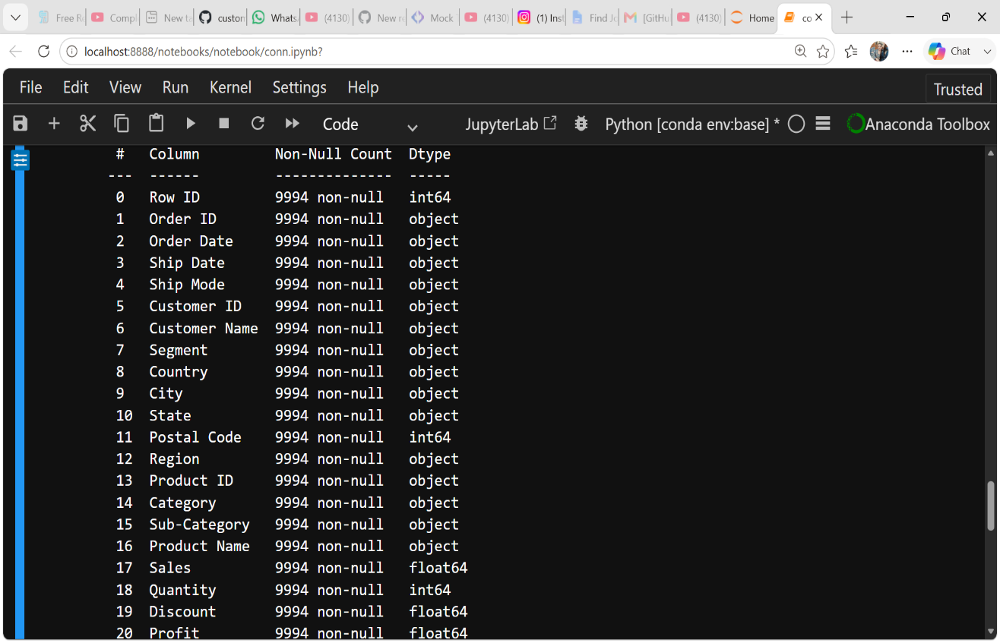 Free Re
Compl
New ta
custom
Whats
(4130)
New re
Mock
(4130)
(1) Inst
Find Jo
[GitHu
(4130)
Home
co
localhost:8888/notebooks/notebook/conn.ipynb?
Chat
File Edit View Run Kernel Settings Help
Trusted
Code JupyterLab Python [conda env:base] * Anaconda Toolbox
# Column Non-Null Count Dtype
--- ------ -------------- -----
0 Row ID 9994 non-null int64
1 Order ID 9994 non-null object
2 Order Date 9994 non-null object
3 Ship Date 9994 non-null object
4 Ship Mode 9994 non-null object
5 Customer ID 9994 non-null object
6 Customer Name 9994 non-null object
7 Segment 9994 non-null object
8 Country 9994 non-null object
9 City 9994 non-null object
10 State 9994 non-null object
11 Postal Code 9994 non-null int64
12 Region 9994 non-null object
13 Product ID 9994 non-null object
14 Category 9994 non-null object
15 Sub-Category 9994 non-null object
16 Product Name 9994 non-null object
17 Sales 9994 non-null float64
18 Quantity 9994 non-null int64
19 Discount 9994 non-null float64
20 Profit 9994 non-null float64